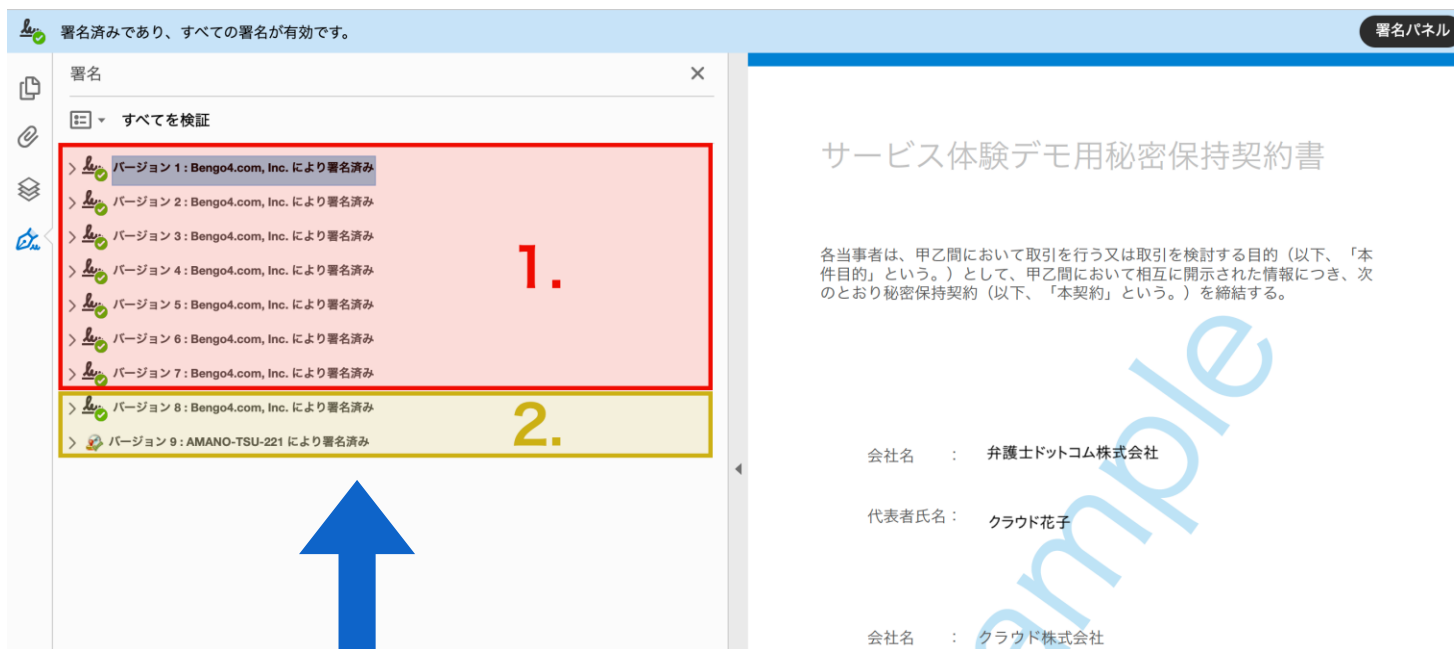 署名済みであり、すべての署名が有効です。
署名パネル
署名
すべてを検証
バージョン 1 : Bengo4.com, Inc. により署名済み
バージョン 2 : Bengo4.com, Inc. により署名済み
バージョン 3 : Bengo4.com, Inc. により署名済み
バージョン 4 : Bengo4.com, Inc. により署名済み
バージョン 5 : Bengo4.com, Inc. により署名済み
バージョン 6 : Bengo4.com, Inc. により署名済み
バージョン 7 : Bengo4.com, Inc. により署名済み
1.
バージョン 8 : Bengo4.com, Inc. により署名済み
バージョン 9 : AMANO-TSU-221 により署名済み
2.
サービス体験デモ用秘密保持契約書
各当事者は、甲乙間において取引を行う又は取引を検討する目的（以下、「本
件目的」という。）として、甲乙間において相互に開示された情報につき、次
のとおり秘密保持契約（以下、「本契約」という。）を締結する。
会社名 : 弁護士ドットコム株式会社
代表者氏名 : クラウド花子
会社名 : クラウド株式会社
ample